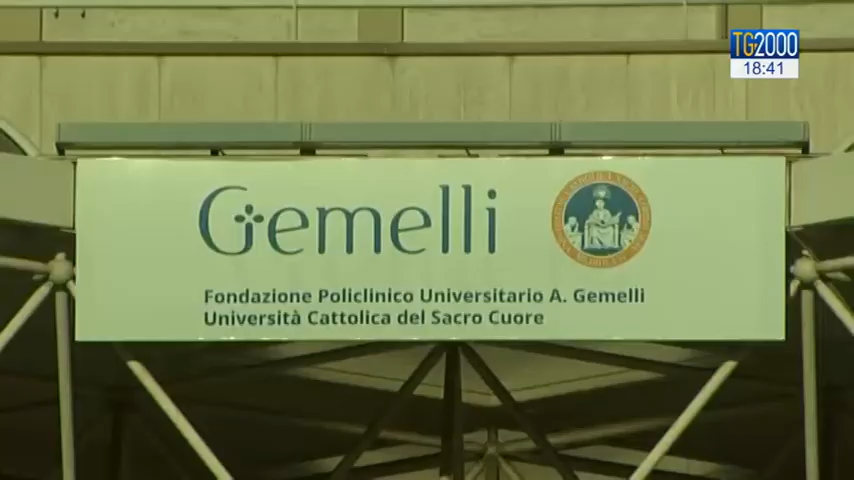 TG2000
18:41
Gemelli
Fondazione Policlinico Universitario A. Gemelli
Università Cattolica del Sacro Cuore